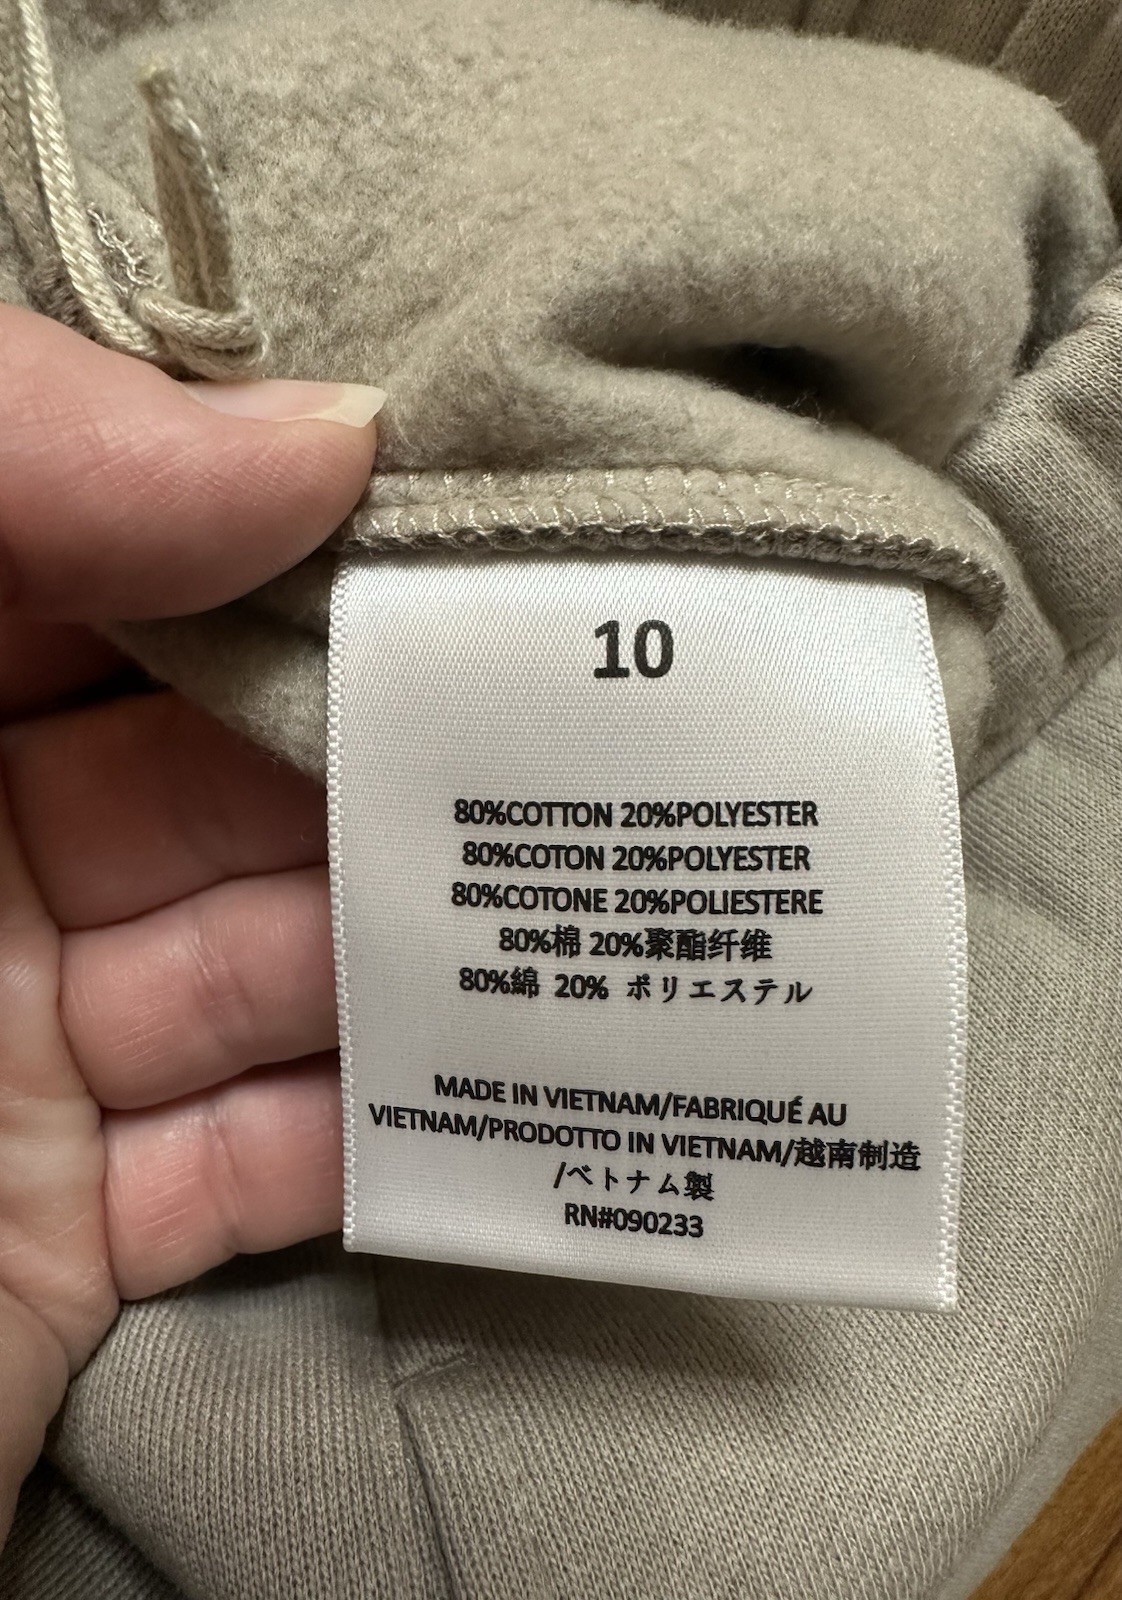 10
80%COTTON 20%POLYESTER
80%COTON 20%POLYESTER
80%COTONE 20%POLIESTERE
80%棉 20%聚酯纤维
80%綿 20% ポリエステル
MADE IN VIETNAM/FABRIQUÉ AU
VIETNAM/PRODOTTO IN VIETNAM/越南制造
/ベトナム製
RN#090233